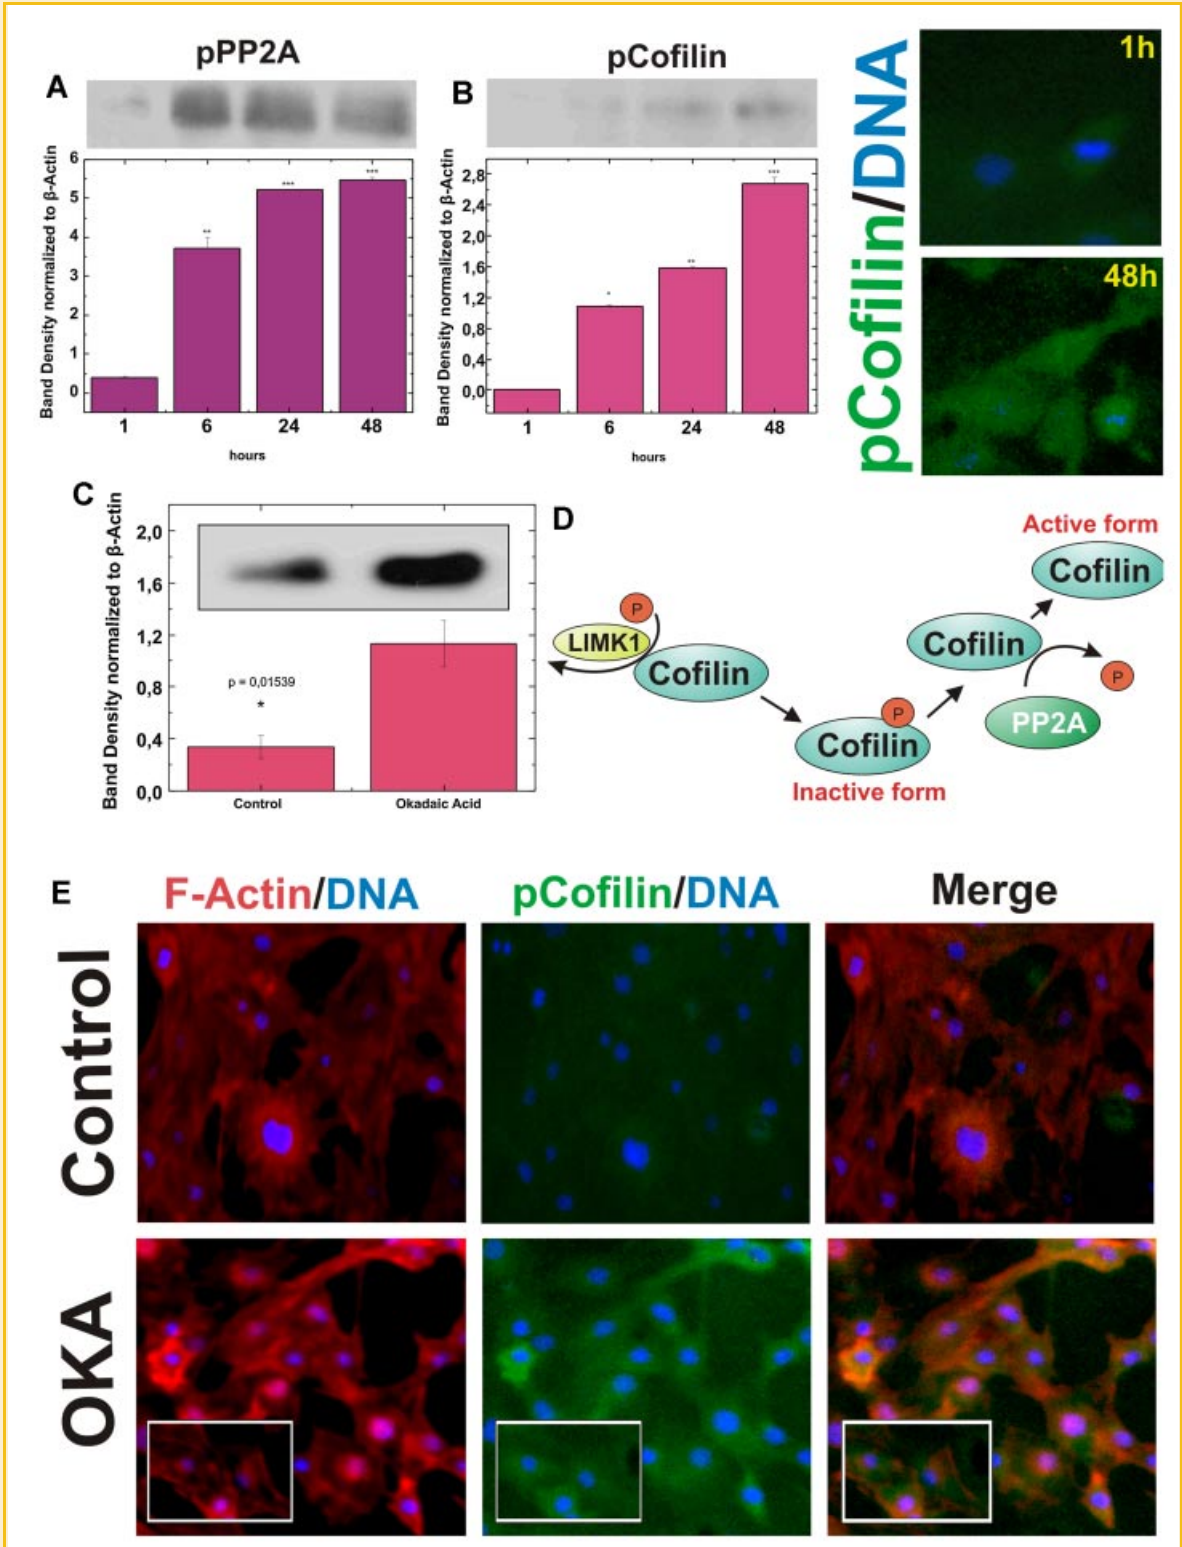 pPP2A
A
Band Density normalized to β-Actin
6
5
4
3
2
1
0
**
***
***
1 6 24 48
hours
pCofilin
B
Band Density normalized to β-Actin
2,8
2,4
2,0
1,6
1,2
0,8
0,4
0,0
*
**
***
1 6 24 48
hours
pCofilin/DNA
1h
48h
C
Band Density normalized to β-Actin
2,0
1,6
1,2
0,8
0,4
0,0
p = 0,01539
*
Control Okadaic Acid
D
Active form
Cofilin
P
LIMK1
Cofilin
Cofilin
P
PP2A
P
Cofilin
Inactive form
E
F-Actin/DNA pCofilin/DNA Merge
Control
OKA